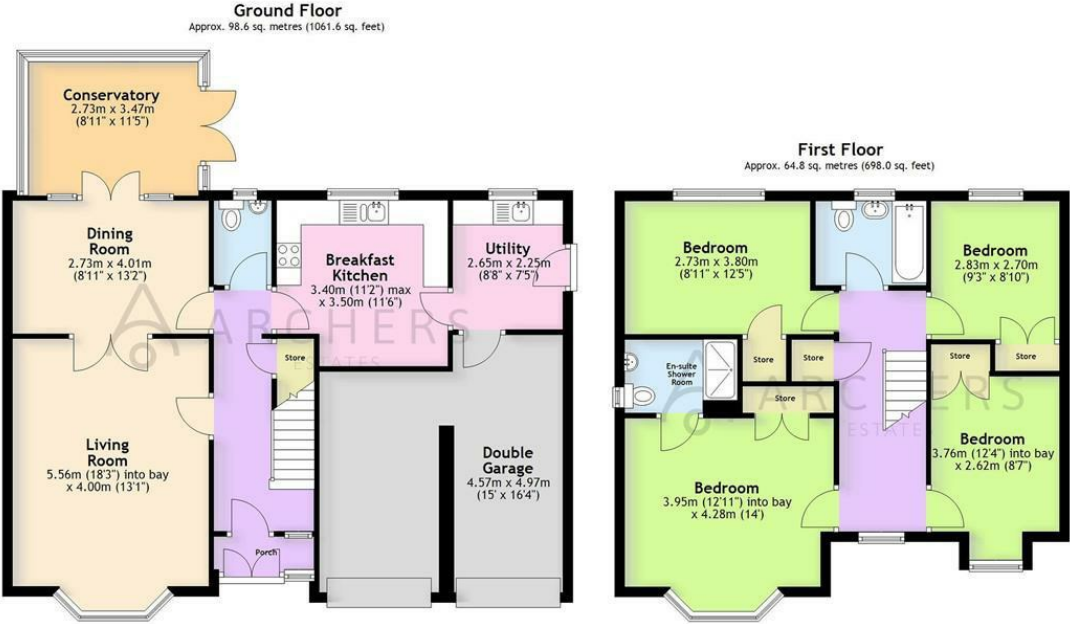 Ground Floor
Approx. 98.6 sq. metres (1061.6 sq. feet)
Conservatory
2.73m x 3.47m
(8'11" x 11'5")
Dining
Room
2.73m x 4.01m
(8'11" x 13'2")
Breakfast
Kitchen
3.40m (11'2") max
x 3.50m (11'6")
Utility
2.65m x 2.25m
(8'8" x 7'5")
Store
Living
Room
5.56m (18'3") into bay
x 4.00m (13'1")
Double
Garage
4.57m x 4.97m
(15' x 16'4")
Porch
ARCHERS
ESTATES
First Floor
Approx. 64.8 sq. metres (698.0 sq. feet)
Bedroom
2.73m x 3.80m
(8'11" x 12'5")
Bedroom
2.83m x 2.70m
(9'3" x 8'10")
En-suite
Shower
Room
Store
Store
Store
Store
Store
Bedroom
3.95m (12'11") into bay
x 4.28m (14')
Bedroom
3.76m (12'4") into bay
x 2.62m (8'7")
ARCHERS
ESTATES